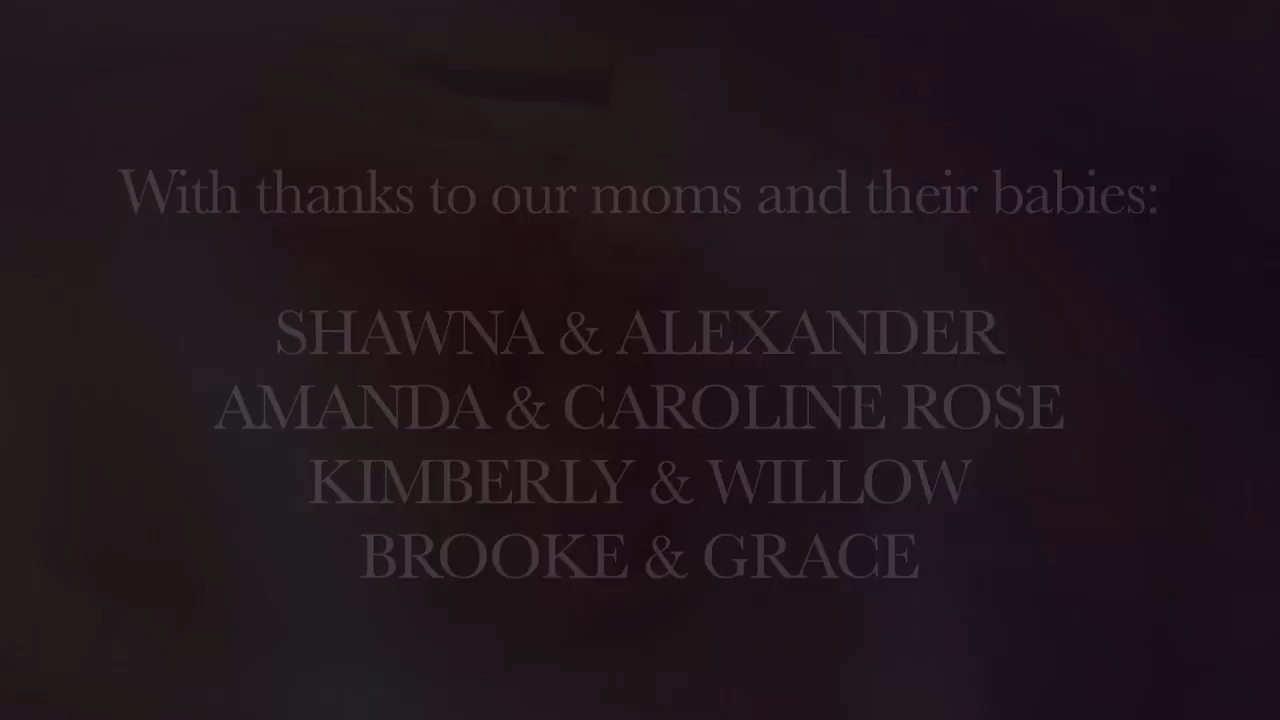 With thanks to our moms and their babies:
SHAWNA & ALEXANDER
AMANDA & CAROLINE ROSE
KIMBERLY & WILLOW
BROOKE & GRACE